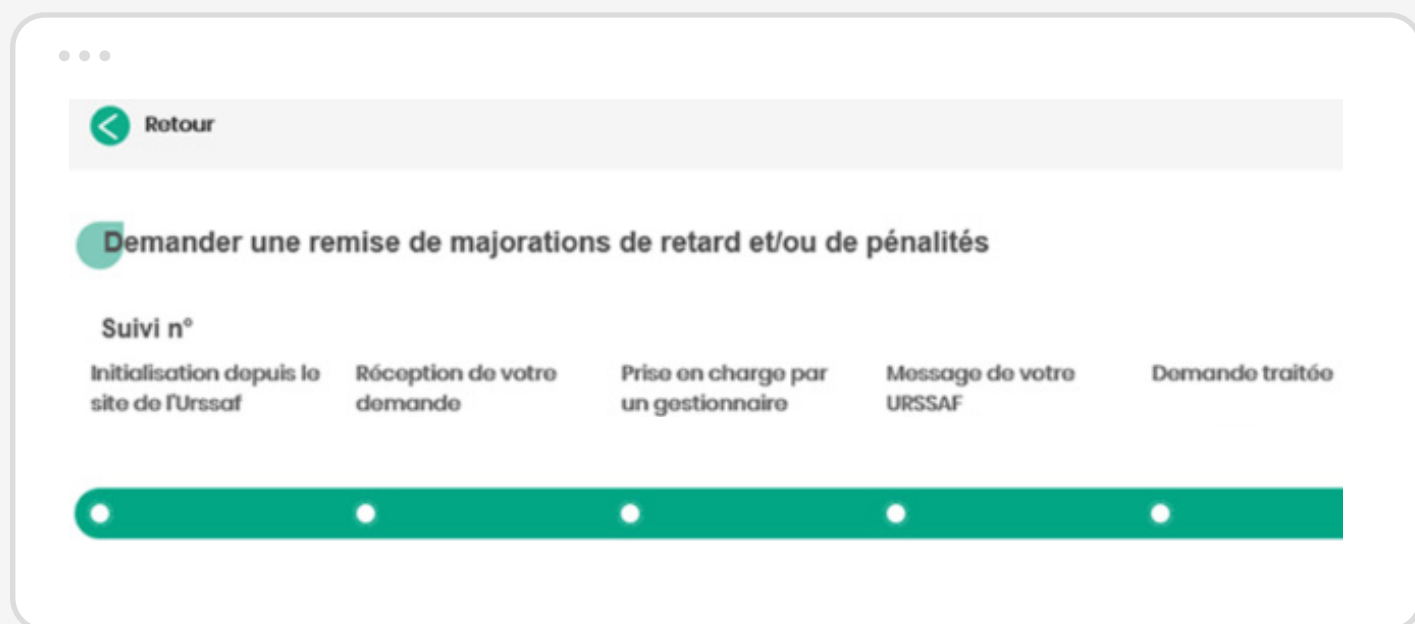 Retour
Demander une remise de majorations de retard et/ou de pénalités
Suivi n°
Initialisation depuis le
site de l'Urssaf
Réception de votre
demande
Prise en charge par
un gestionnaire
Message de votre
URSSAF
Demande traitée